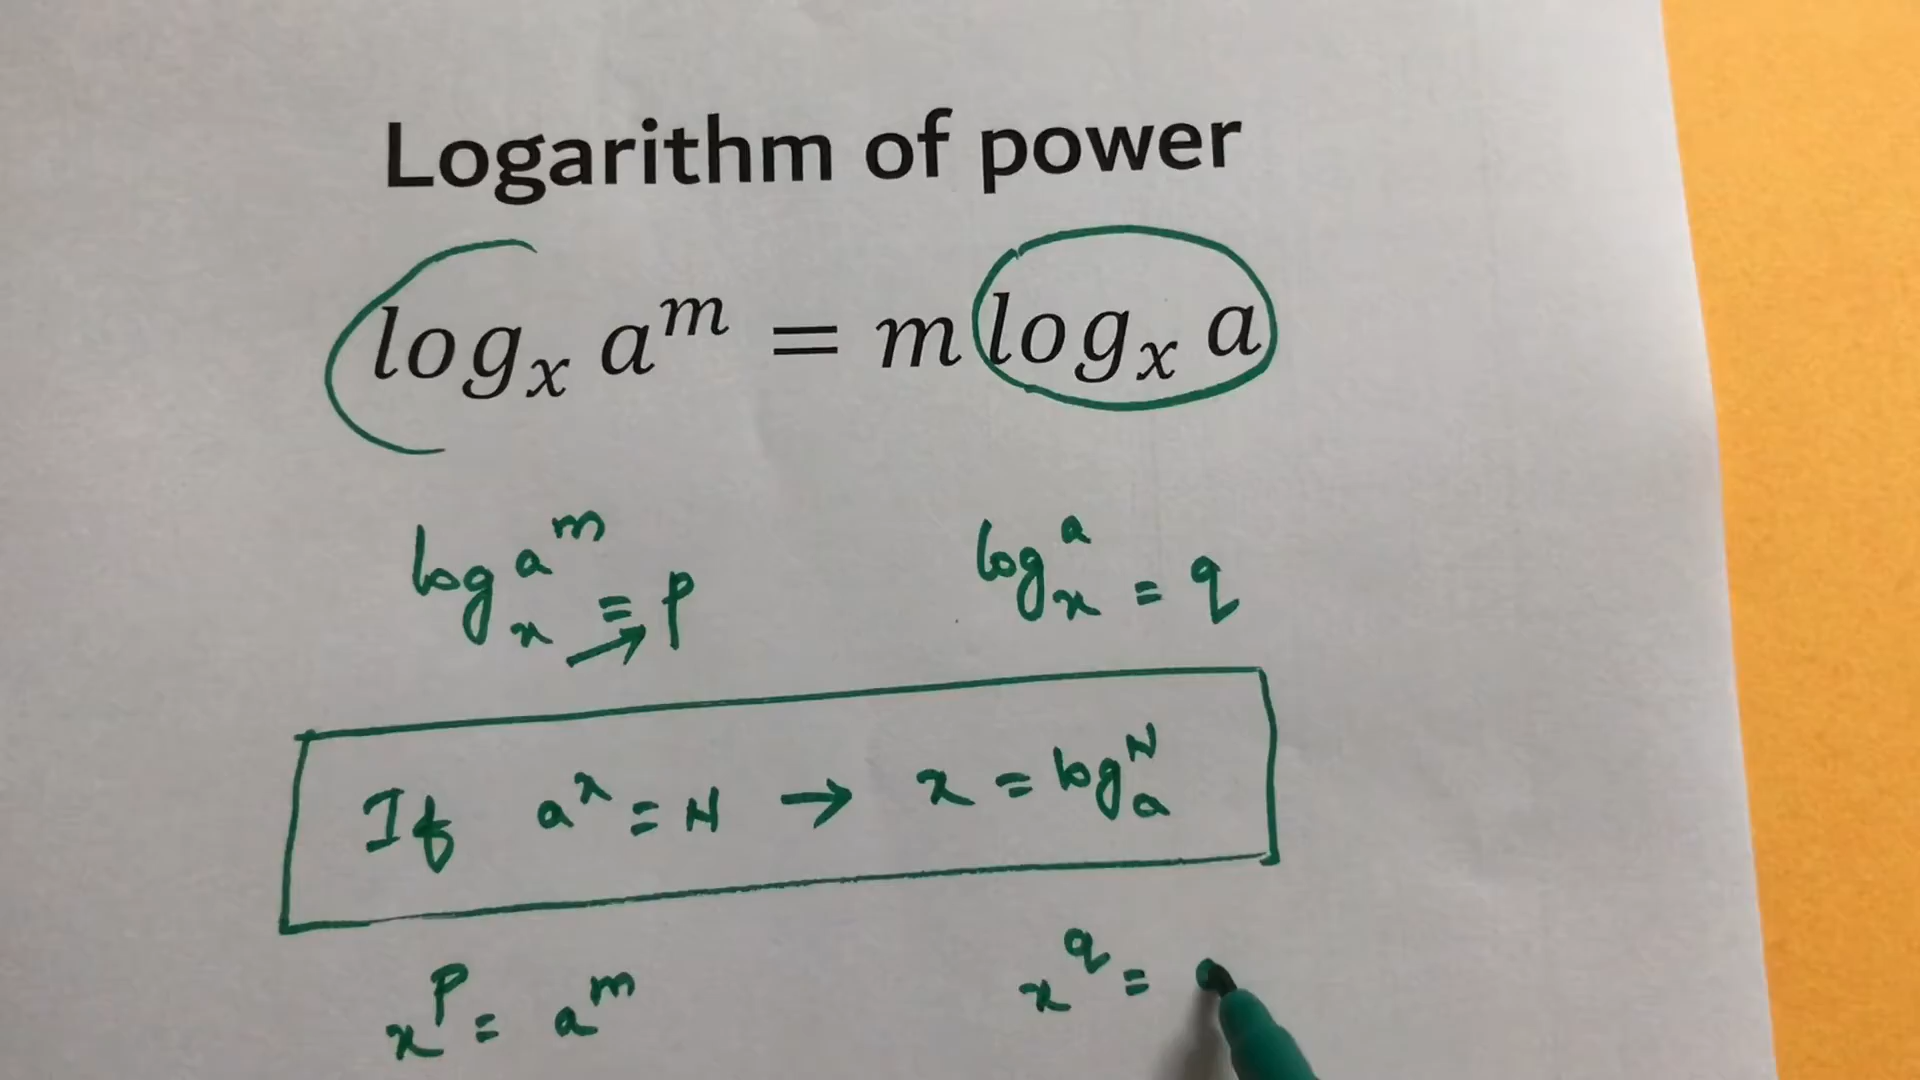 Logarithm of power
logₓ aᵐ = m logₓ a
logₓ aᵐ = p    logₓ a = q
If aˣ = N → x = logₐ N
xᵖ = aᵐ    x^q =